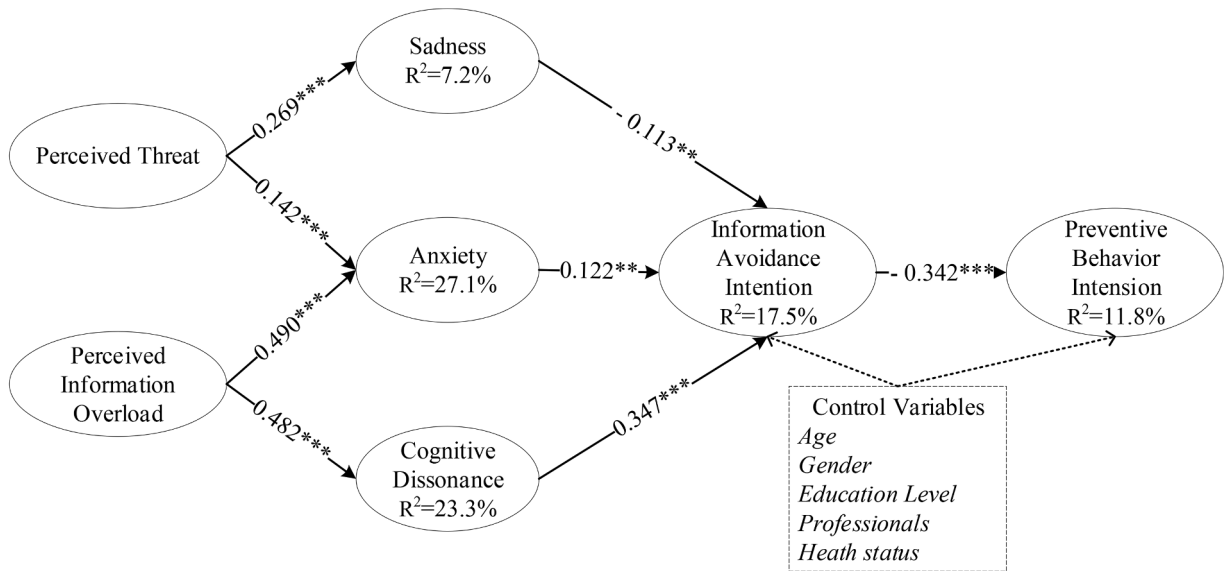 Sadness
R²=7.2%
0.269***
- 0.113**
Perceived Threat
0.142***
Anxiety
R²=27.1%
0.122**
Information
Avoidance
Intention
R²=17.5%
- 0.342***
Preventive
Behavior
Intension
R²=11.8%
0.490***
Perceived
Information
Overload
0.482***
0.347***
Cognitive
Dissonance
R²=23.3%
Control Variables
Age
Gender
Education Level
Professionals
Heath status